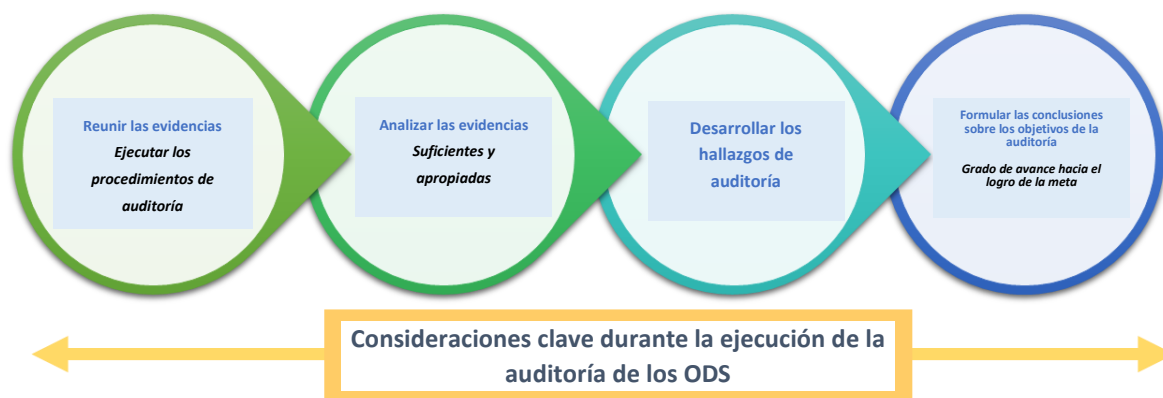 Reunir las evidencias
Ejecutar los
procedimientos de
auditoría
Analizar las evidencias
Suficientes y
apropiadas
Desarrollar los
hallazgos de
auditoría
Formular las conclusiones
sobre los objetivos de la
auditoría
Grado de avance hacia el
logro de la meta
Consideraciones clave durante la ejecución de la
auditoría de los ODS